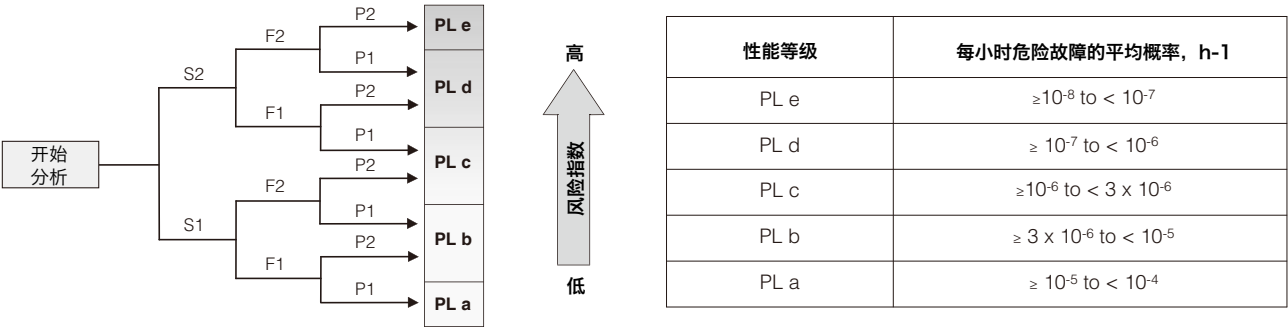 P2
F2
PL e
P1
S2
P2
PL d
F1
P1
开始
分析
P2
PL c
F2
P1
S1
P2
PL b
F1
P1
PL a
高
风险指数
低
性能等级 每小时危险故障的平均概率，h-1
PL e ≥10-8 to < 10-7
PL d ≥ 10-7 to < 10-6
PL c ≥10-6 to < 3 x 10-6
PL b ≥ 3 x 10-6 to < 10-5
PL a ≥ 10-5 to < 10-4